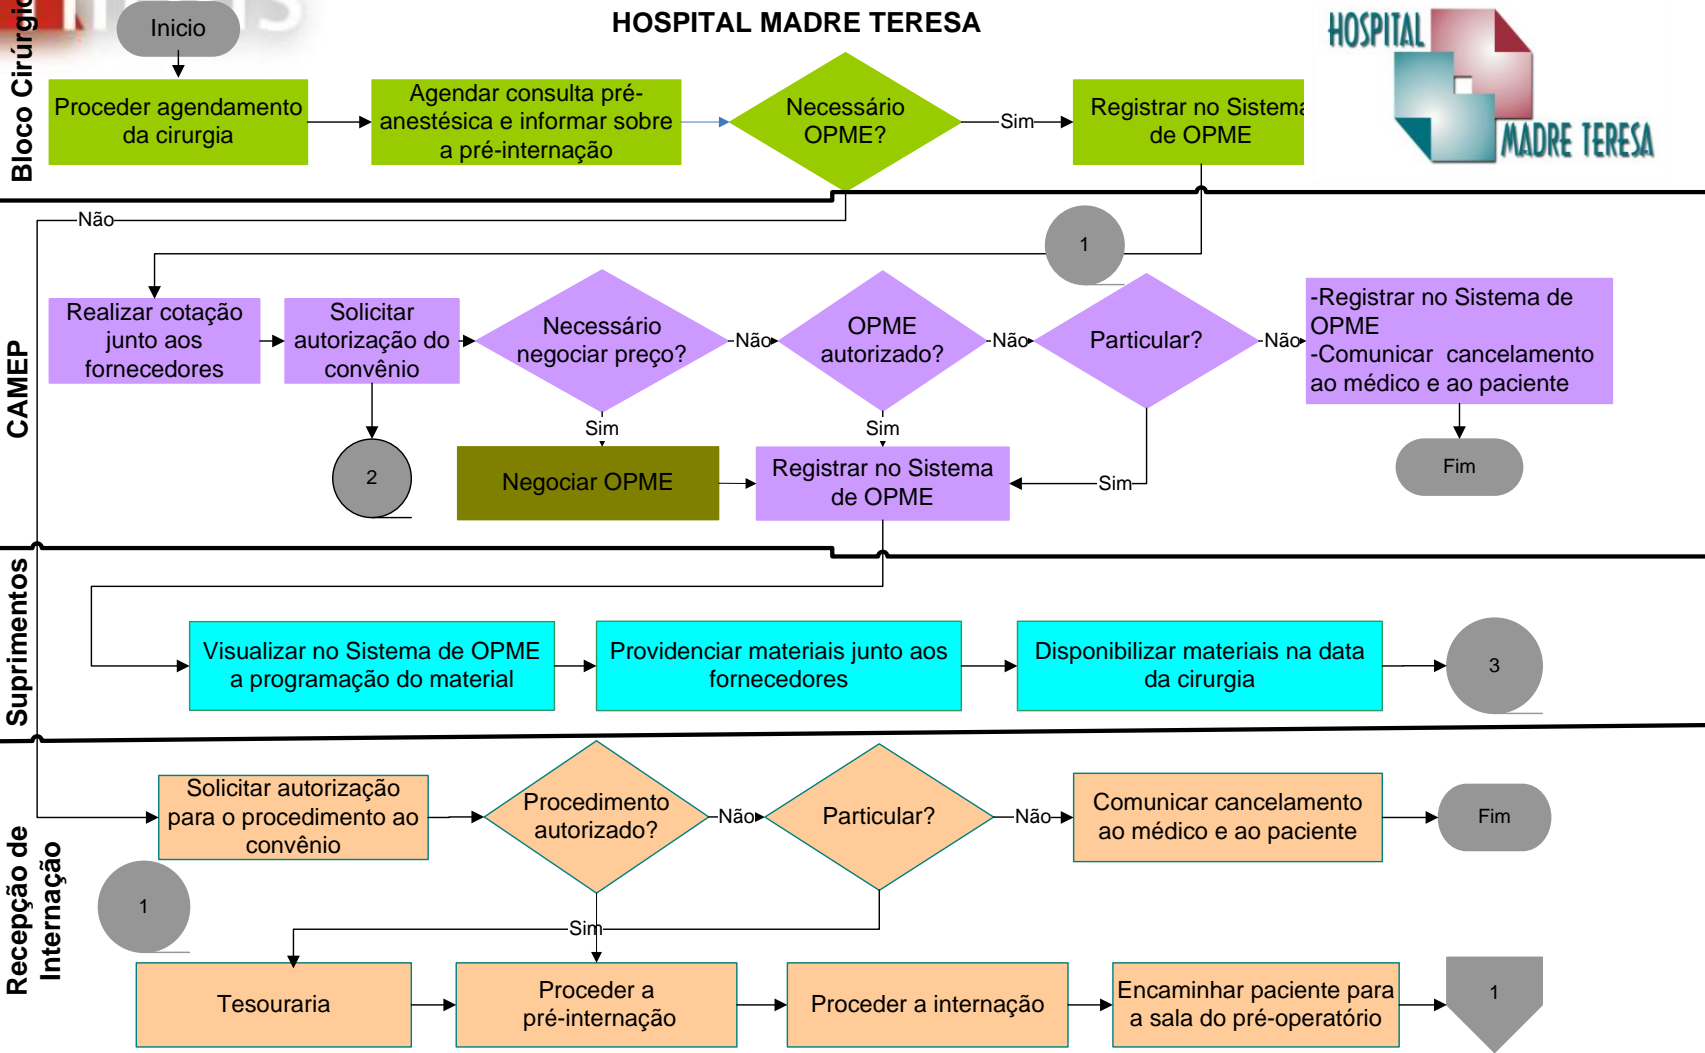 HOSPITAL MADRE TERESA
HOSPITAL
MADRE TERESA
Bloco Cirúrgico
Inicio
Proceder agendamento
da cirurgia
Agendar consulta pré-
anestésica e informar sobre
a pré-internação
Necessário
OPME?
Sim
Registrar no Sistema
de OPME
Não
CAMEP
1
Realizar cotação
junto aos
fornecedores
Solicitar
autorização do
convênio
Necessário
negociar preço?
Não
OPME
autorizado?
Não
Particular?
Não
-Registrar no Sistema de
OPME
-Comunicar cancelamento
ao médico e ao paciente
Sim
Sim
2
Negociar OPME
Registrar no Sistema
de OPME
Sim
Fim
Suprimentos
Visualizar no Sistema de OPME
a programação do material
Providenciar materiais junto aos
fornecedores
Disponibilizar materiais na data
da cirurgia
3
Recepção de
Internação
Solicitar autorização
para o procedimento ao
convênio
Procedimento
autorizado?
Não
Particular?
Não
Comunicar cancelamento
ao médico e ao paciente
Fim
1
Sim
Tesouraria
Proceder a
pré-internação
Proceder a internação
Encaminhar paciente para
a sala do pré-operatório
1